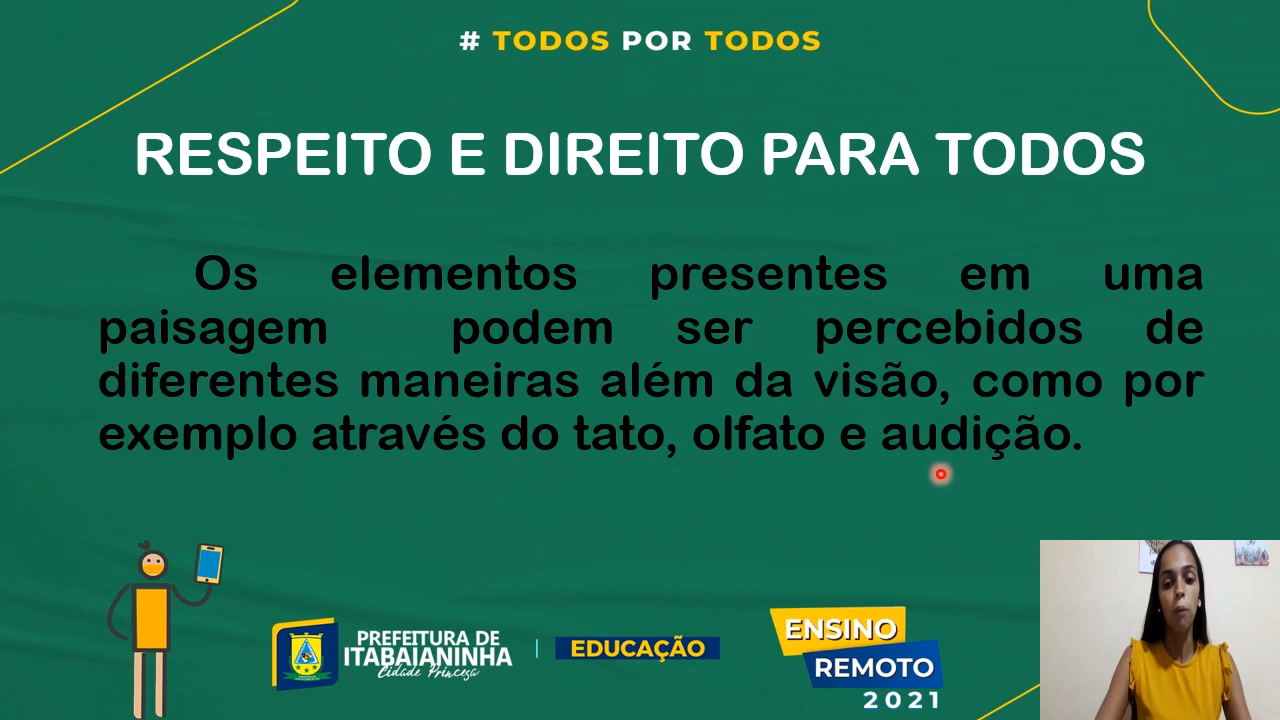 # TODOS POR TODOS
RESPEITO E DIREITO PARA TODOS
Os elementos presentes em uma
paisagem podem ser percebidos de
diferentes maneiras além da visão, como por
exemplo através do tato, olfato e audição.
PREFEITURA DE
ITABAIANINHA
Cidade Princesa
EDUCAÇÃO
ENSINO
REMOTO
2021